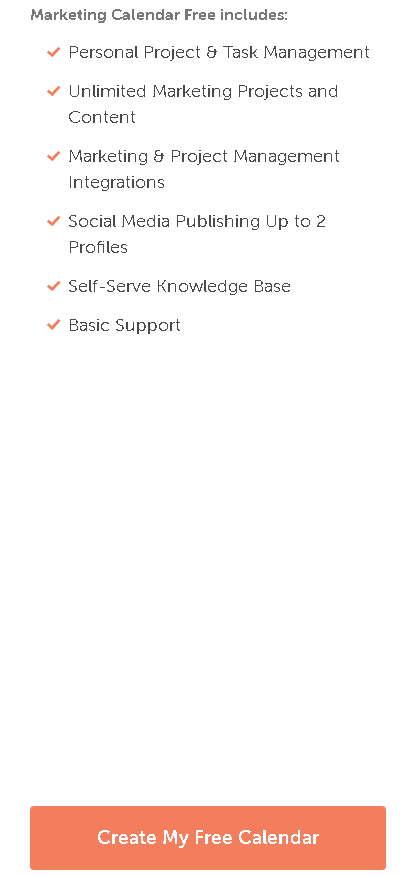 Marketing Calendar Free includes:
Personal Project & Task Management
Unlimited Marketing Projects and
Content
Marketing & Project Management
Integrations
Social Media Publishing Up to 2
Profiles
Self-Serve Knowledge Base
Basic Support
Create My Free Calendar